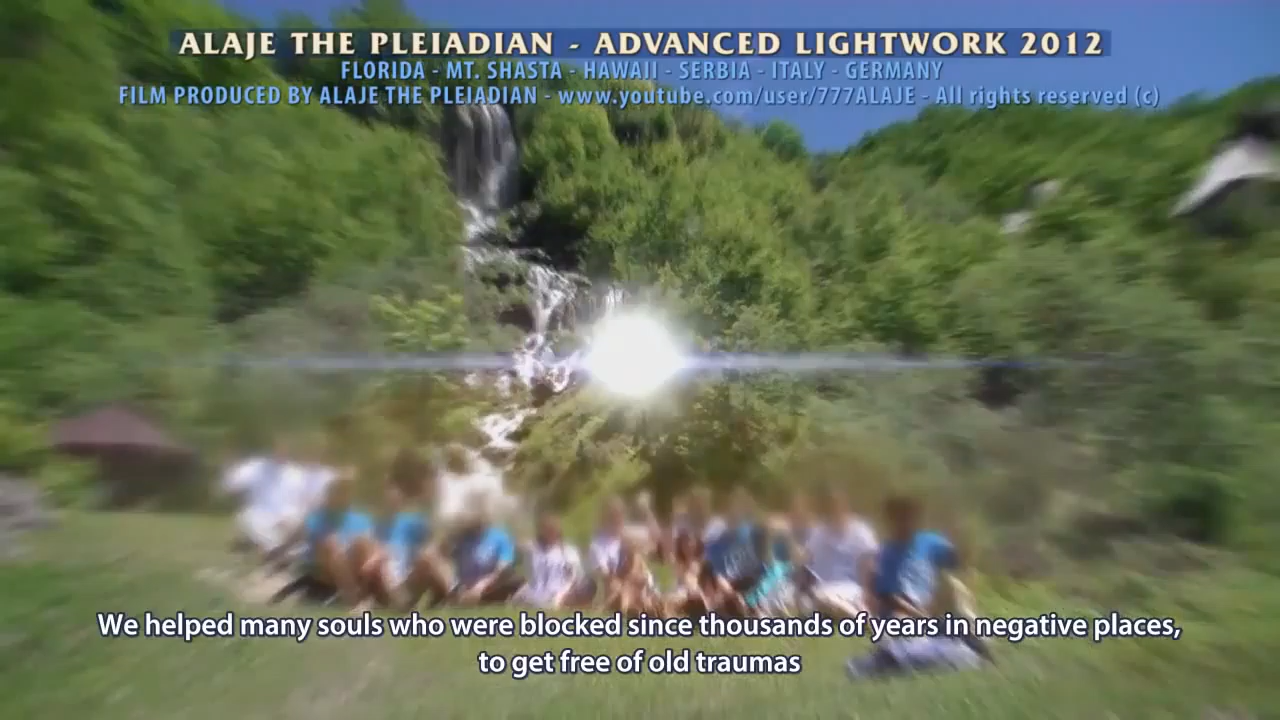 ALAJE THE PLEIADIAN - ADVANCED LIGHTWORK 2012
FLORIDA - MT. SHASTA - HAWAII - SERBIA - ITALY - GERMANY
FILM PRODUCED BY ALAJE THE PLEIADIAN - www.youtube.com/user/777ALAJE - All rights reserved (c)
We helped many souls who were blocked since thousands of years in negative places,
to get free of old traumas